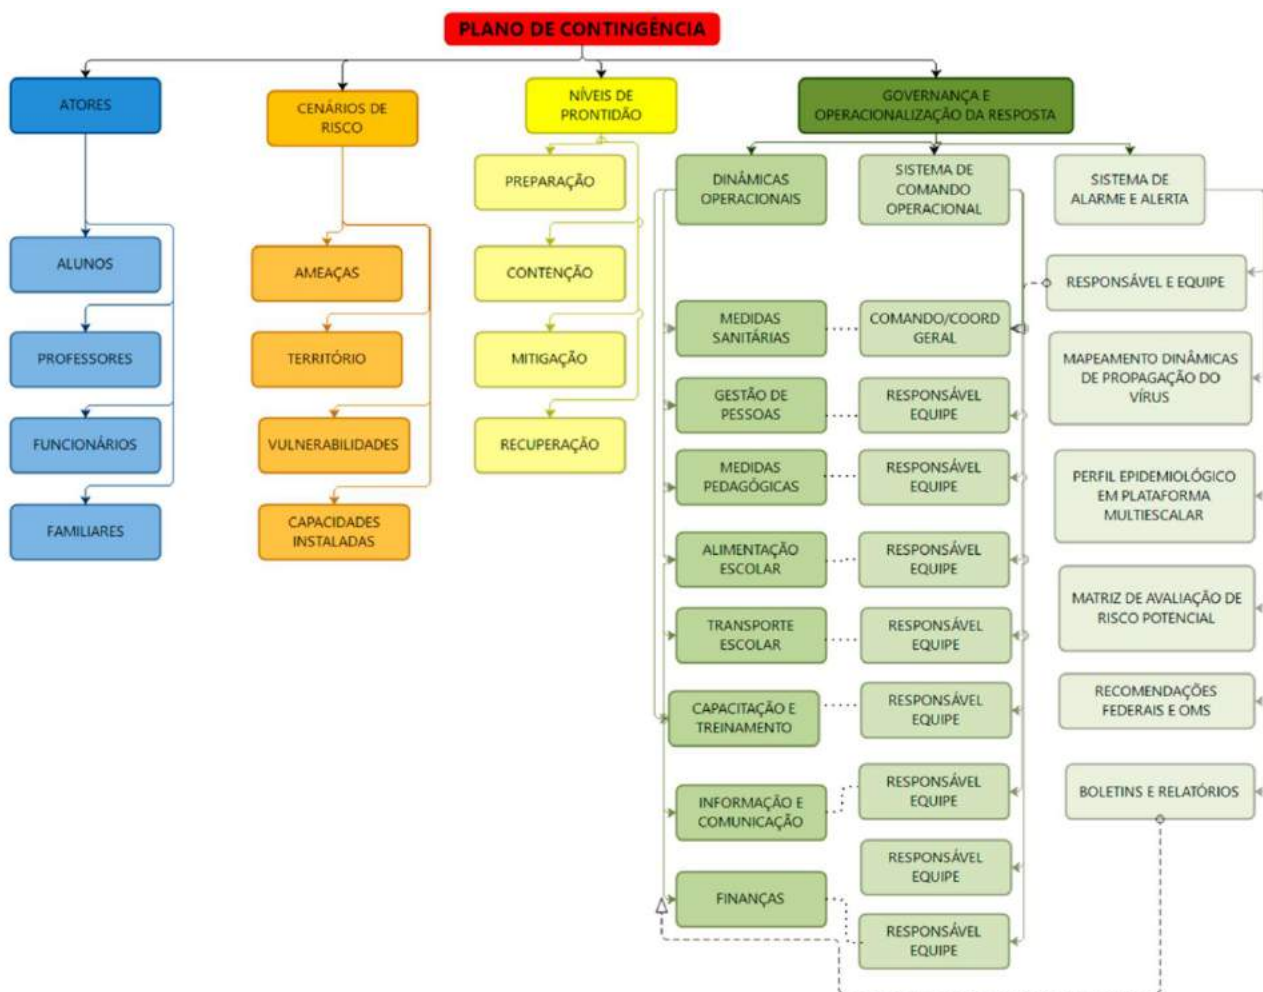 PLANO DE CONTINGÊNCIA
ATORES
ALUNOS
PROFESSORES
FUNCIONÁRIOS
FAMILIARES
CENÁRIOS DE
RISCO
AMEAÇAS
TERRITÓRIO
VULNERABILIDADES
CAPACIDADES
INSTALADAS
NÍVEIS DE
PRONTIDÃO
PREPARAÇÃO
CONTENÇÃO
MITIGAÇÃO
RECUPERAÇÃO
GOVERNANÇA E
OPERACIONALIZAÇÃO DA RESPOSTA
DINÂMICAS
OPERACIONAIS
MEDIDAS
SANITÁRIAS
GESTÃO DE
PESSOAS
MEDIDAS
PEDAGÓGICAS
ALIMENTAÇÃO
ESCOLAR
TRANSPORTE
ESCOLAR
CAPACITAÇÃO E
TREINAMENTO
INFORMAÇÃO E
COMUNICAÇÃO
FINANÇAS
SISTEMA DE
COMANDO
OPERACIONAL
COMANDO/COORD
GERAL
RESPONSÁVEL
EQUIPE
RESPONSÁVEL
EQUIPE
RESPONSÁVEL
EQUIPE
RESPONSÁVEL
EQUIPE
RESPONSÁVEL
EQUIPE
RESPONSÁVEL
EQUIPE
RESPONSÁVEL
EQUIPE
RESPONSÁVEL
EQUIPE
SISTEMA DE
ALARME E ALERTA
RESPONSÁVEL E EQUIPE
MAPEAMENTO DINÂMICAS
DE PROPAGAÇÃO DO
VÍRUS
PERFIL EPIDEMIOLÓGICO
EM PLATAFORMA
MULTIESCALAR
MATRIZ DE AVALIAÇÃO DE
RISCO POTENCIAL
RECOMENDAÇÕES
FEDERAIS E OMS
BOLETINS E RELATÓRIOS